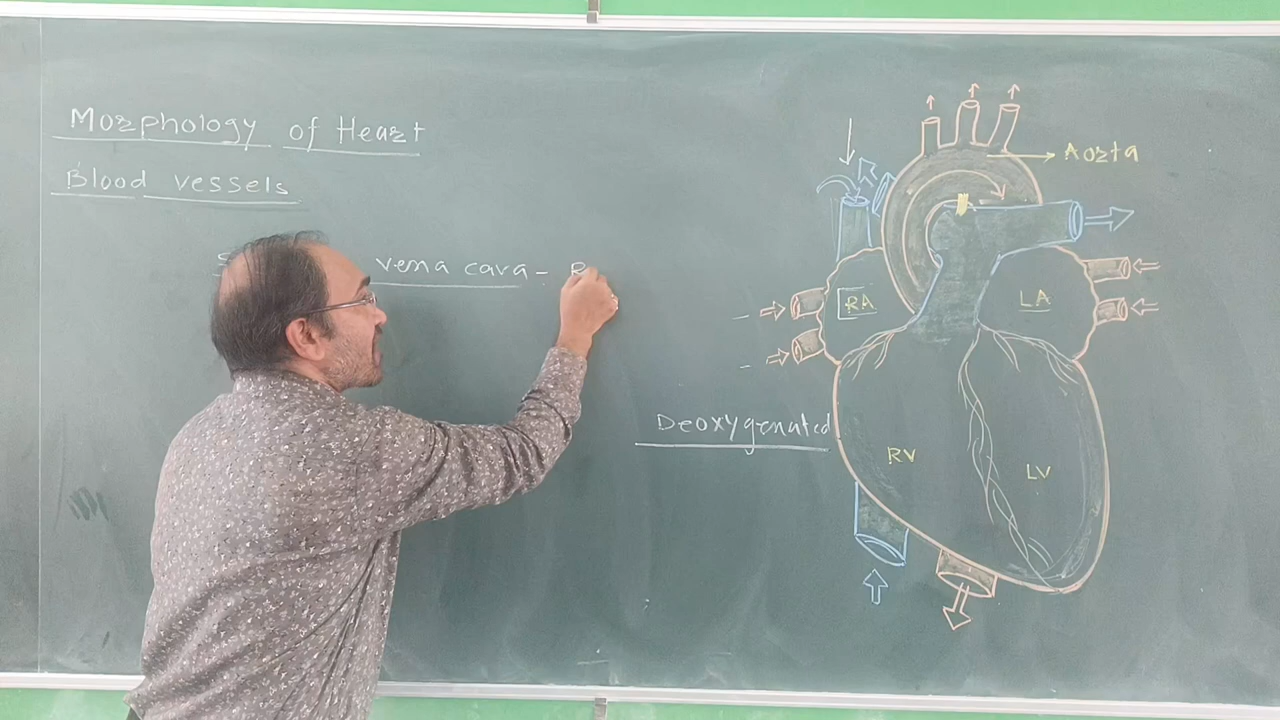 Morphology of Heart
Blood vessels
vena cava -
Aorta
RA
LA
Deoxygenated
RV
LV